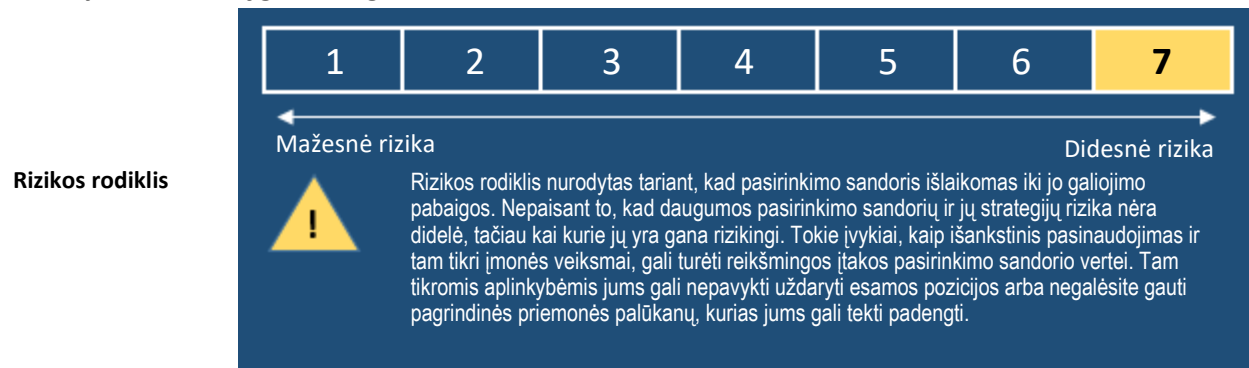 1 2 3 4 5 6 7
Mažesnė rizika
Didesnė rizika
Rizikos rodiklis
!
Rizikos rodiklis nurodytas tariant, kad pasirinkimo sandoris išlaikomas iki jo galiojimo
pabaigos. Nepaisant to, kad daugumos pasirinkimo sandorių ir jų strategijų rizika nėra
didelė, tačiau kai kurie jų yra gana rizikingi. Tokie įvykiai, kaip išankstinis pasinaudojimas ir
tam tikri įmonės veiksmai, gali turėti reikšmingos įtakos pasirinkimo sandorio vertei. Tam
tikromis aplinkybėmis jums gali nepavykti uždaryti esamos pozicijos arba negalėsite gauti
pagrindinės priemonės palūkanų, kurias jums gali tekti padengti.